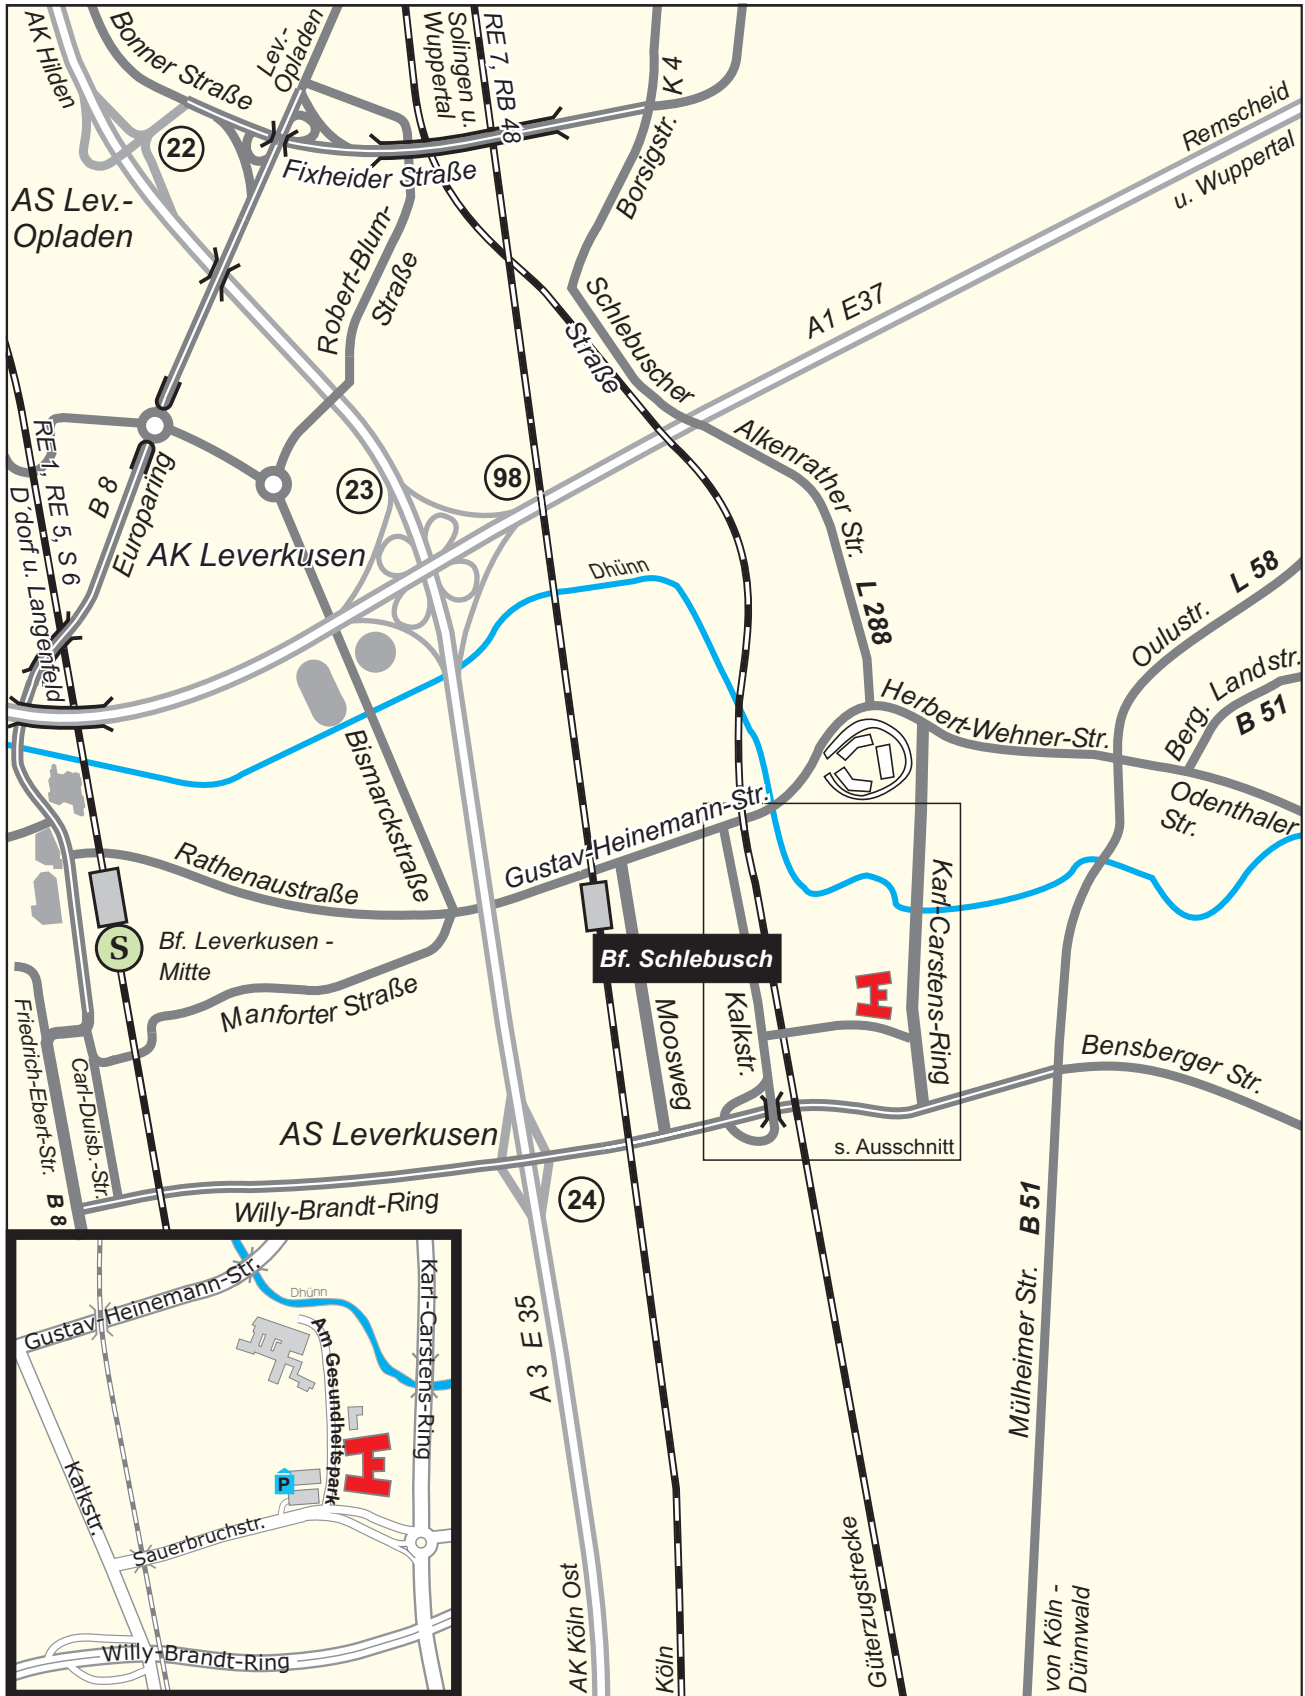 AK Hilden
Bonner Straße
Lev.-
Opladen
Solingen u.
Wuppertal
RE 7, RB 48
K 4
Borsigstr.
Remscheid
u. Wuppertal
22
Fixheider Straße
AS Lev.-
Opladen
Robert-Blum-
Straße
Schlebuscher
Straße
A1 E37
RE 1, RE 5, S 6
D´dorf u. Langenfeld
B 8
Europaring
23
98
AK Leverkusen
Alkenrather Str.
L 288
Dhünn
Oulustr.
L 58
Berg. Landstr.
B 51
Herbert-Wehner-Str.
Odenthaler
Str.
Bismarckstraße
Gustav-Heinemann-Str.
Rathenaustraße
Karl-Carstens-Ring
S
Bf. Leverkusen -
Mitte
Bf. Schlebusch
Manforter Straße
Friedrich-Ebert-Str.
B 8
Carl-Duisb.-Str.
Moosweg
Kalkstr.
Bensberger Str.
AS Leverkusen
s. Ausschnitt
24
Willy-Brandt-Ring
A 3 E 35
Mülheimer Str. B 51
AK Köln Ost
Köln
Güterzugstrecke
von Köln -
Dünnwald
Gustav-Heinemann-Str.
Dhünn
Karl-Carstens-Ring
Am Gesundheitspark
Kalkstr.
P
Sauerbruchstr.
Willy-Brandt-Ring